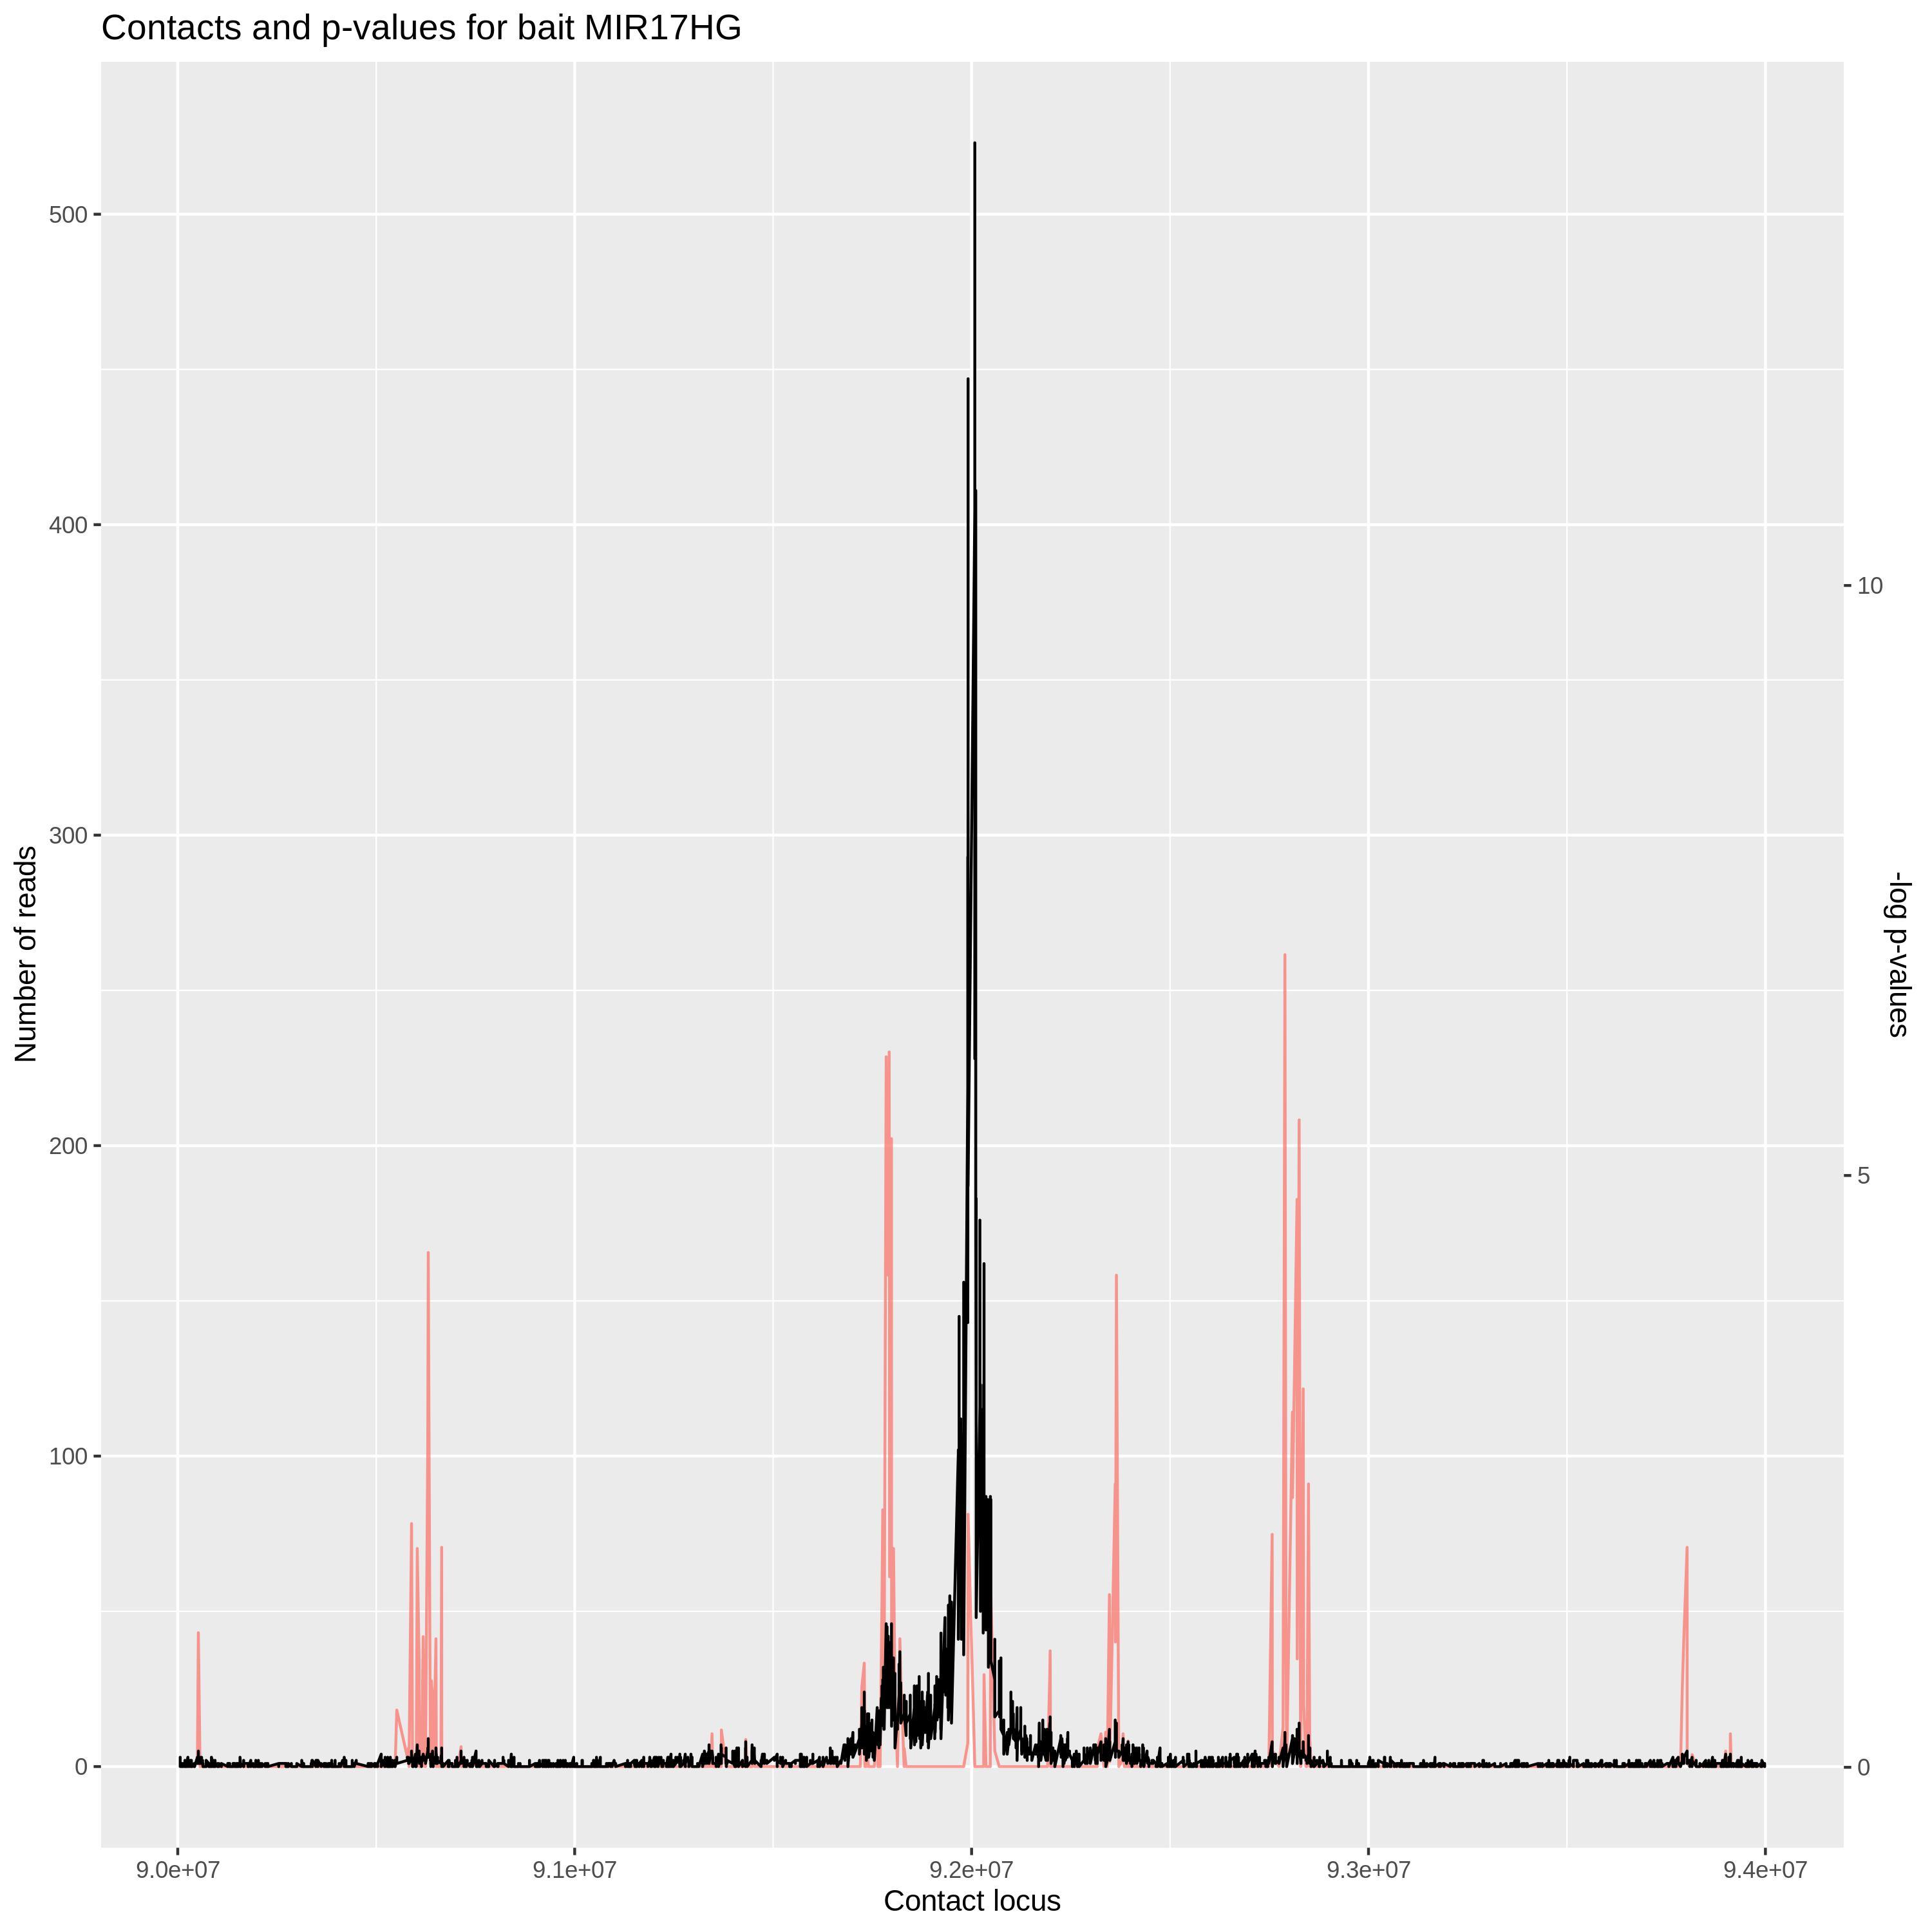 Contacts and p-values for bait MIR17HG
500
400
300
200
100
0
Number of reads
10
5
0
-log p-values
9.0e+07 9.1e+07 9.2e+07 9.3e+07 9.4e+07
Contact locus